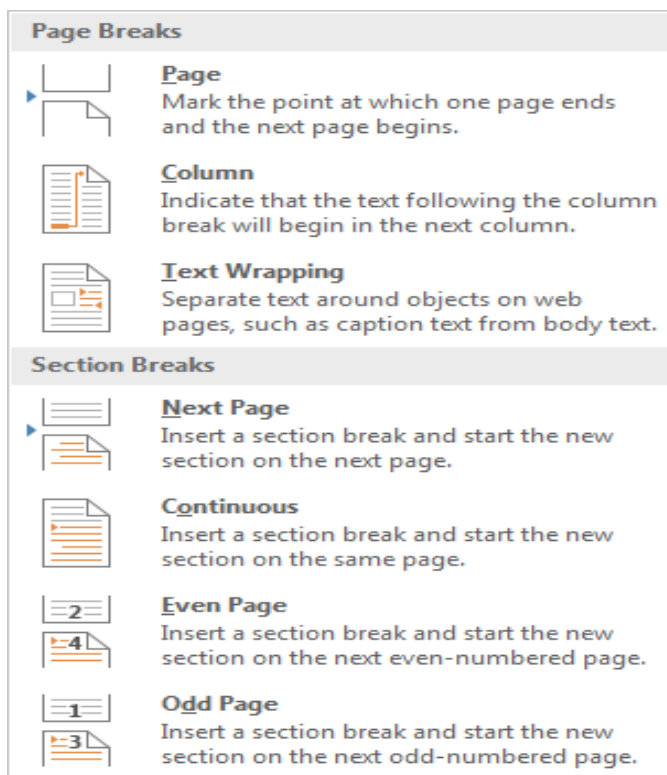 Page Breaks
Page
Mark the point at which one page ends
and the next page begins.
Column
Indicate that the text following the column
break will begin in the next column.
Text Wrapping
Separate text around objects on web
pages, such as caption text from body text.
Section Breaks
Next Page
Insert a section break and start the new
section on the next page.
Continuous
Insert a section break and start the new
section on the same page.
2
4
Even Page
Insert a section break and start the new
section on the next even-numbered page.
1
3
Odd Page
Insert a section break and start the new
section on the next odd-numbered page.